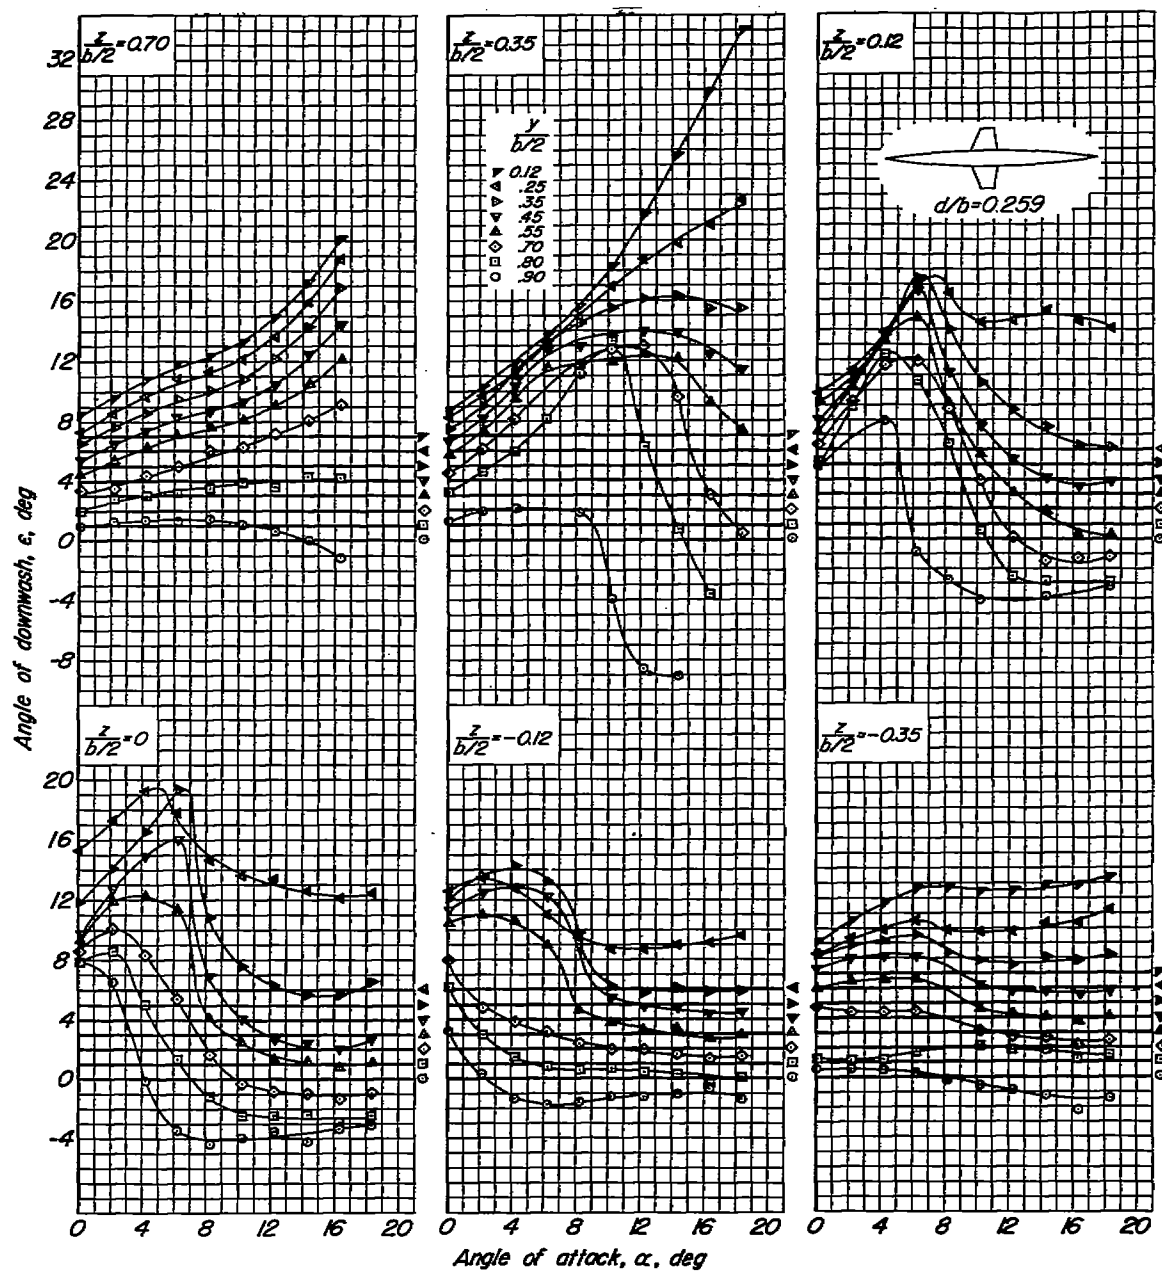 z/b/2 = 0.70
z/b/2 = 0.35
z/b/2 = 0.12
32
28
24
20
16
12
8
4
0
-4
-8
y/b/2
0.12
.25
.35
.45
.55
.70
.80
.90
d/b=0.259
Angle of downwash, ϵ, deg
z/b/2 = 0
z/b/2 = -0.12
z/b/2 = -0.35
20
16
12
8
4
0
-4
0 4 8 12 16 20
0 4 8 12 16 20
0 4 8 12 16 20
Angle of attack, α, deg